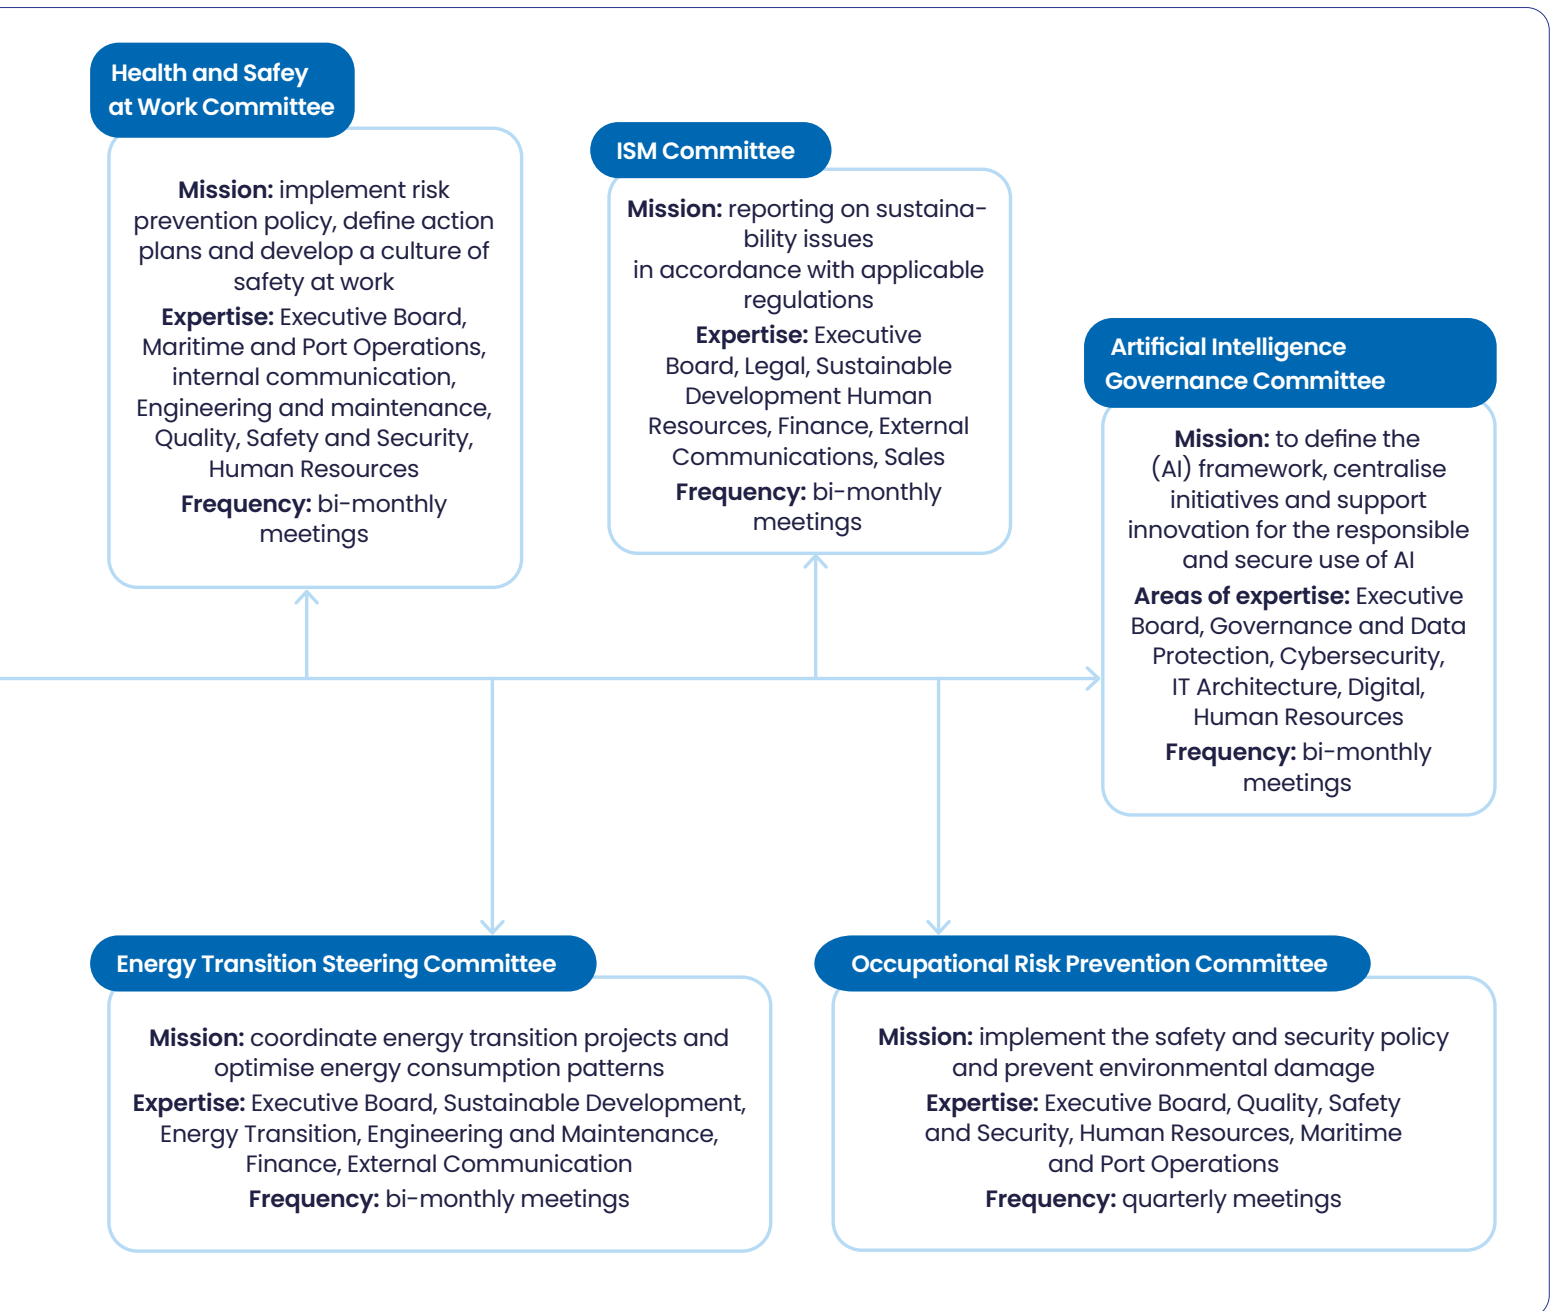 Health and Safey
at Work Committee
Mission: implement risk
prevention policy, define action
plans and develop a culture of
safety at work
Expertise: Executive Board,
Maritime and Port Operations,
internal communication,
Engineering and maintenance,
Quality, Safety and Security,
Human Resources
Frequency: bi-monthly
meetings
ISM Committee
Mission: reporting on sustaina-
bility issues
in accordance with applicable
regulations
Expertise: Executive
Board, Legal, Sustainable
Development Human
Resources, Finance, External
Communications, Sales
Frequency: bi-monthly
meetings
Artificial Intelligence
Governance Committee
Mission: to define the
(AI) framework, centralise
initiatives and support
innovation for the responsible
and secure use of AI
Areas of expertise: Executive
Board, Governance and Data
Protection, Cybersecurity,
IT Architecture, Digital,
Human Resources
Frequency: bi-monthly
meetings
Energy Transition Steering Committee
Mission: coordinate energy transition projects and
optimise energy consumption patterns
Expertise: Executive Board, Sustainable Development,
Energy Transition, Engineering and Maintenance,
Finance, External Communication
Frequency: bi-monthly meetings
Occupational Risk Prevention Committee
Mission: implement the safety and security policy
and prevent environmental damage
Expertise: Executive Board, Quality, Safety
and Security, Human Resources, Maritime
and Port Operations
Frequency: quarterly meetings